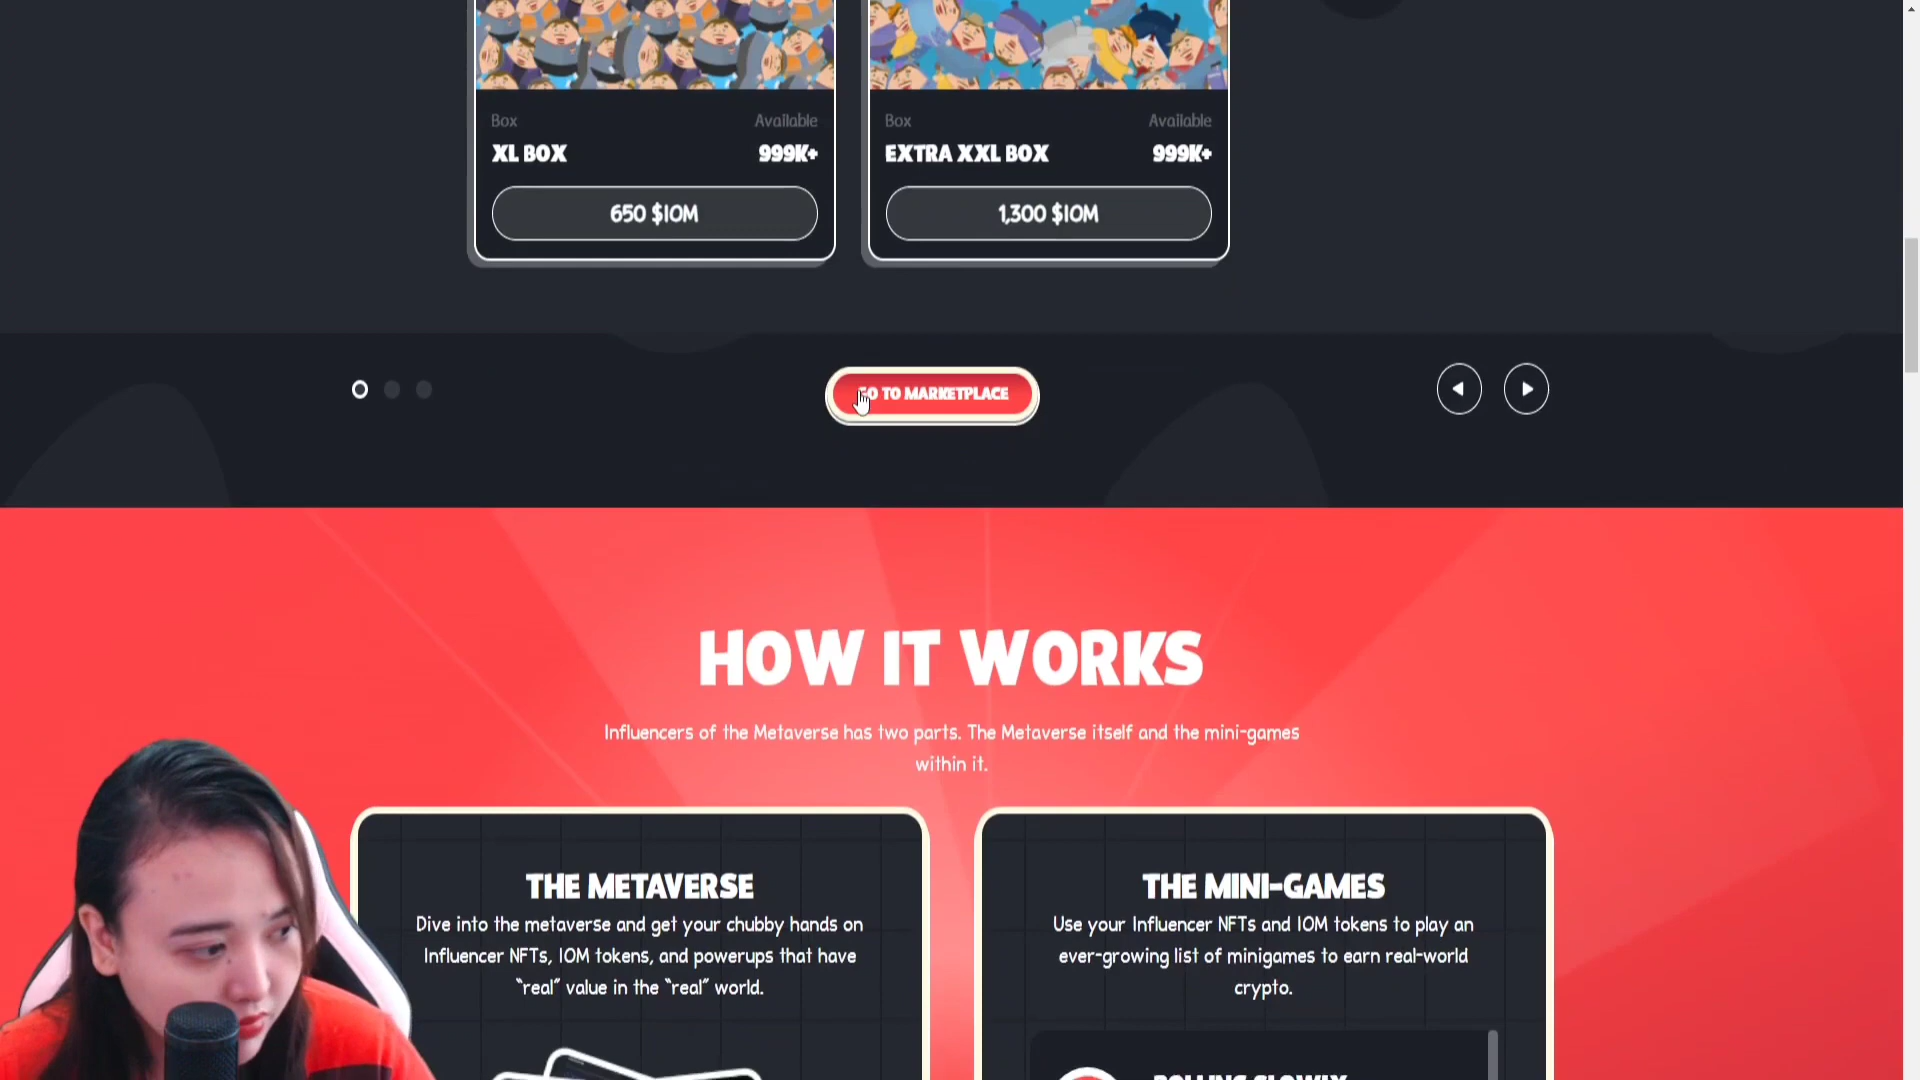 Box Available
XL BOX 999K+
650 $IOM
Box Available
EXTRA XXL BOX 999K+
1,300 $IOM
GO TO MARKETPLACE
HOW IT WORKS
Influencers of the Metaverse has two parts. The Metaverse itself and the mini-games
within it.
THE METAVERSE
Dive into the metaverse and get your chubby hands on
Influencer NFTs, IOM tokens, and powerups that have
"real" value in the "real" world.
THE MINI-GAMES
Use your Influencer NFTs and IOM tokens to play an
ever-growing list of minigames to earn real-world
crypto.
ROLLING SLOWLY